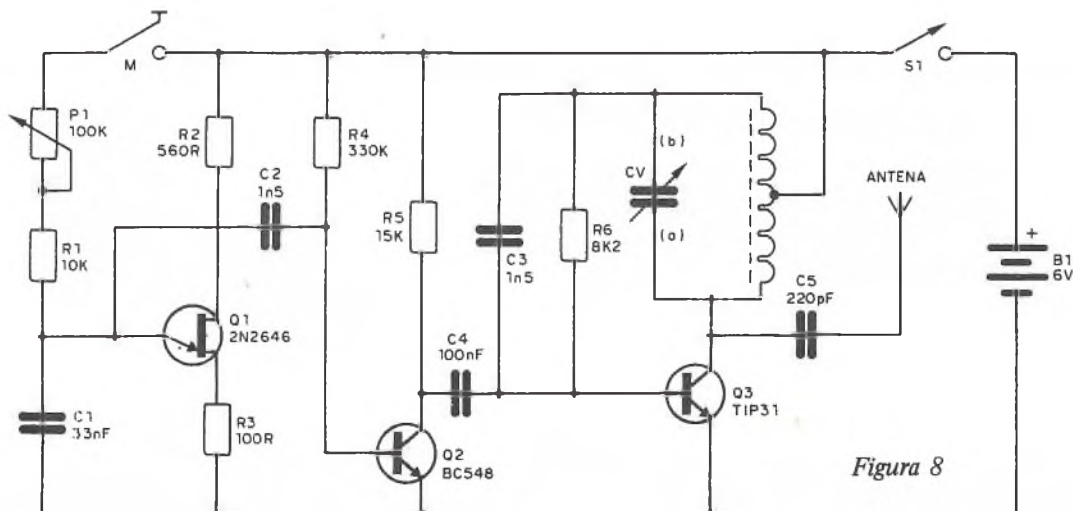 M
S1
P1
100K
R2
560R
R4
330K
C2
1n5
R1
10K
R5
15K
C3
1n5
R6
8K2
CV
(b)
(a)
ANTENA
+
B1
6V
C5
220pF
Q1
2N2646
C4
100nF
Q3
TIP31
C1
33nF
R3
100R
Q2
BC548
Figura 8